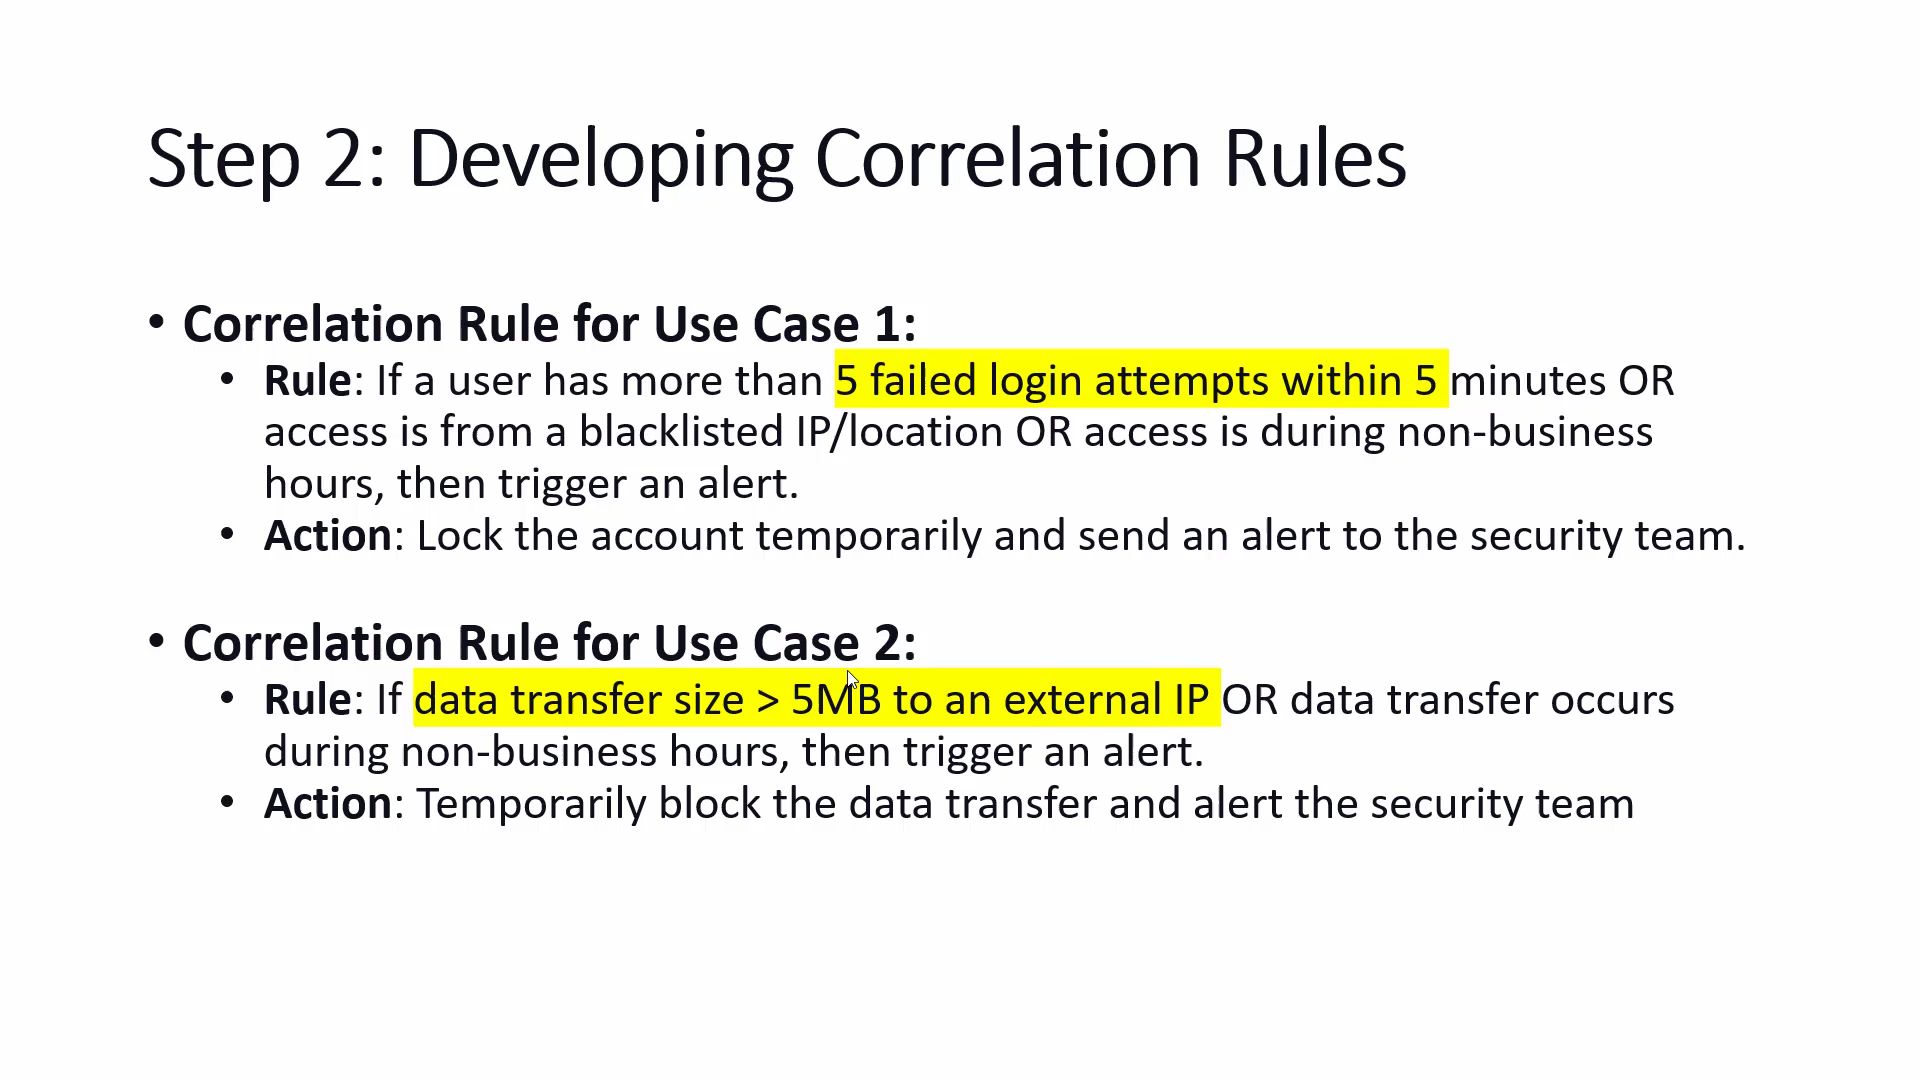 Step 2: Developing Correlation Rules
• Correlation Rule for Use Case 1:
• Rule: If a user has more than 5 failed login attempts within 5 minutes OR
access is from a blacklisted IP/location OR access is during non-business
hours, then trigger an alert.
• Action: Lock the account temporarily and send an alert to the security team.
• Correlation Rule for Use Case 2:
• Rule: If data transfer size > 5MB to an external IP OR data transfer occurs
during non-business hours, then trigger an alert.
• Action: Temporarily block the data transfer and alert the security team